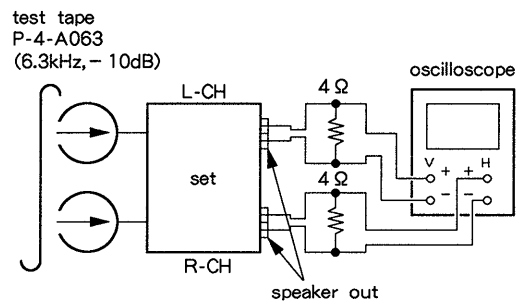 test tape
P-4-A063
(6.3kHz, – 10dB)
L-CH
4 Ω
oscilloscope
set
V + + H
– –
4 Ω
R-CH
speaker out